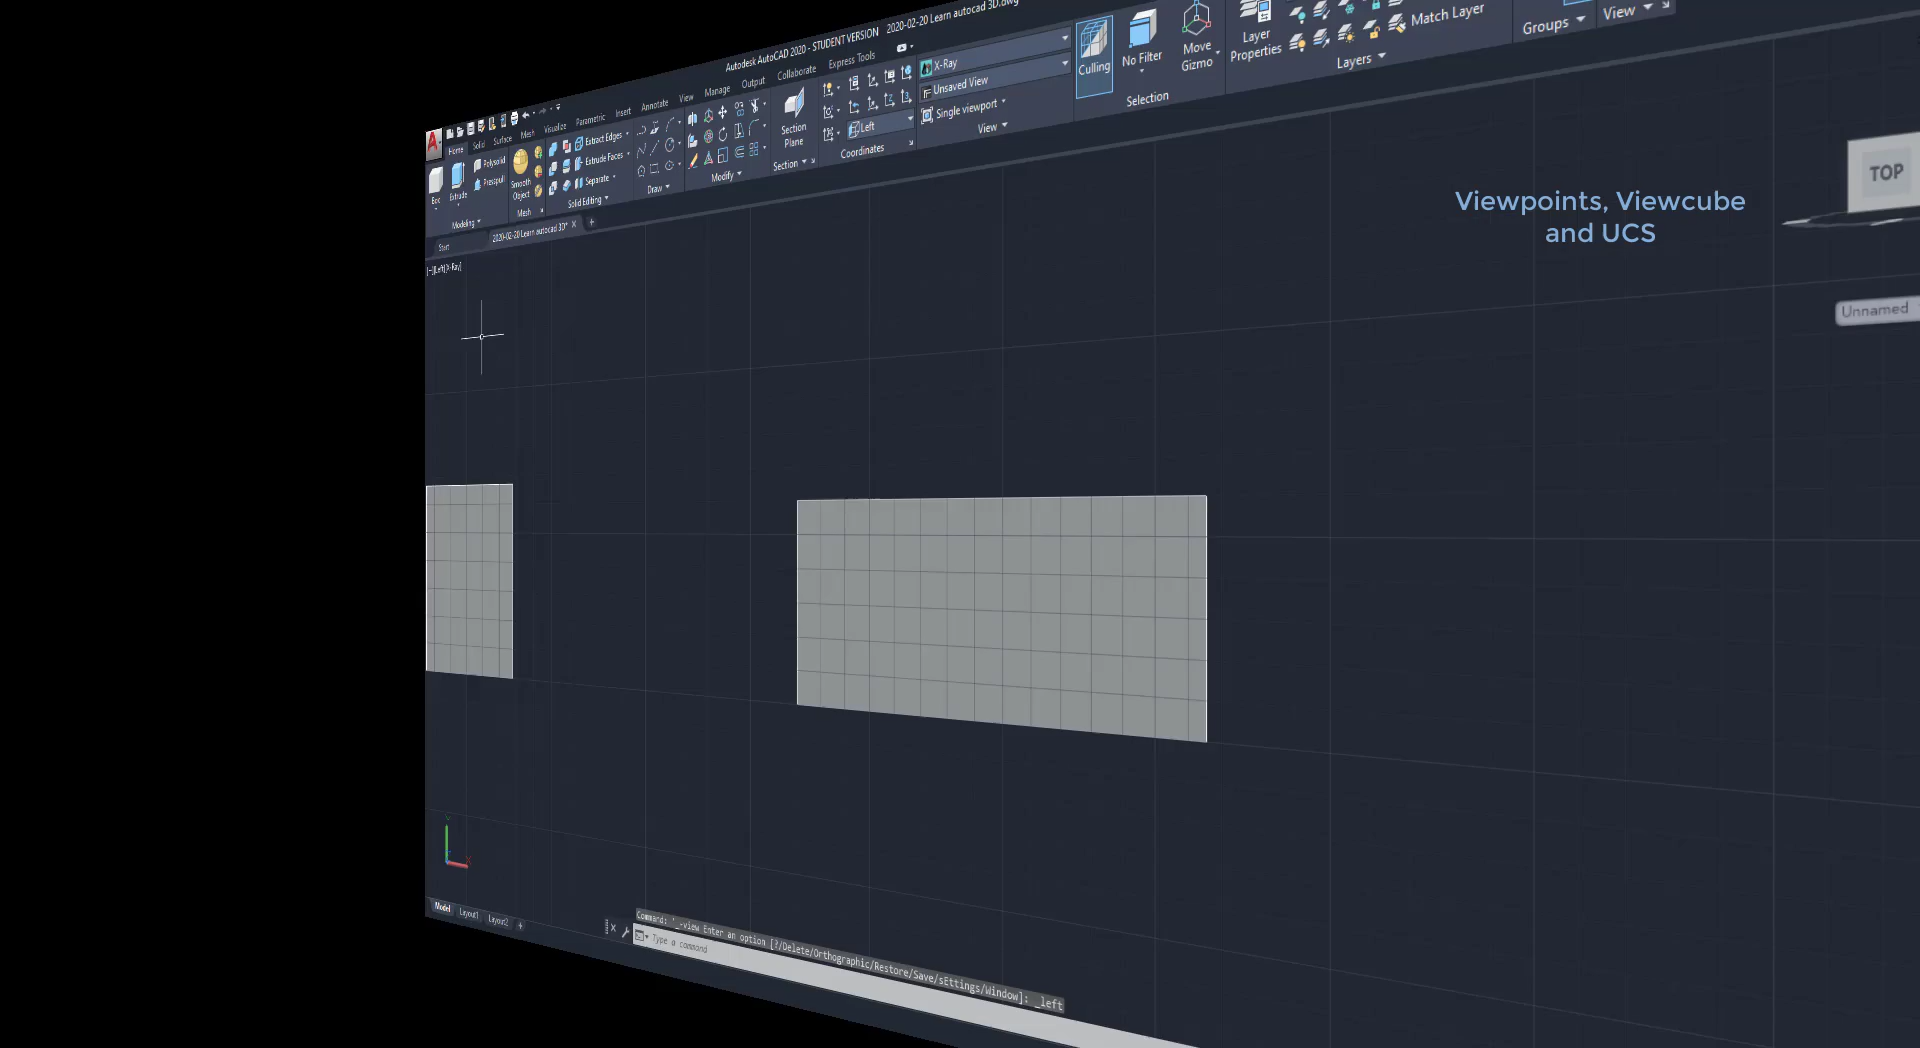 Autodesk AutoCAD 2020 - STUDENT VERSION 2020-02-20 Learn autocad 3D.dwg
Home Solid Surface Mesh Visualize Parametric Insert Annotate View Manage Output Collaborate Express Tools
Box
Extrude
Polysolid
Presspull
Modeling
Smooth
Object
Mesh
Extract Edges
Extrude Faces
Separate
Solid Editing
Draw
Modify
Section
Plane
Section
Left
Coordinates
X-Ray
Unsaved View
Single viewport
View
Culling
No Filter
Move
Gizmo
Selection
Layer
Properties
Match Layer
Layers
Groups
View
Start
2020-02-20 Learn autocad 3D*
[-][Left][X-Ray]
Viewpoints, Viewcube
and UCS
TOP
Unnamed
Model Layout1 Layout2
Command: '_-view Enter an option [?/Delete/Orthographic/Restore/Save/sEttings/Window]: _left
Type a command